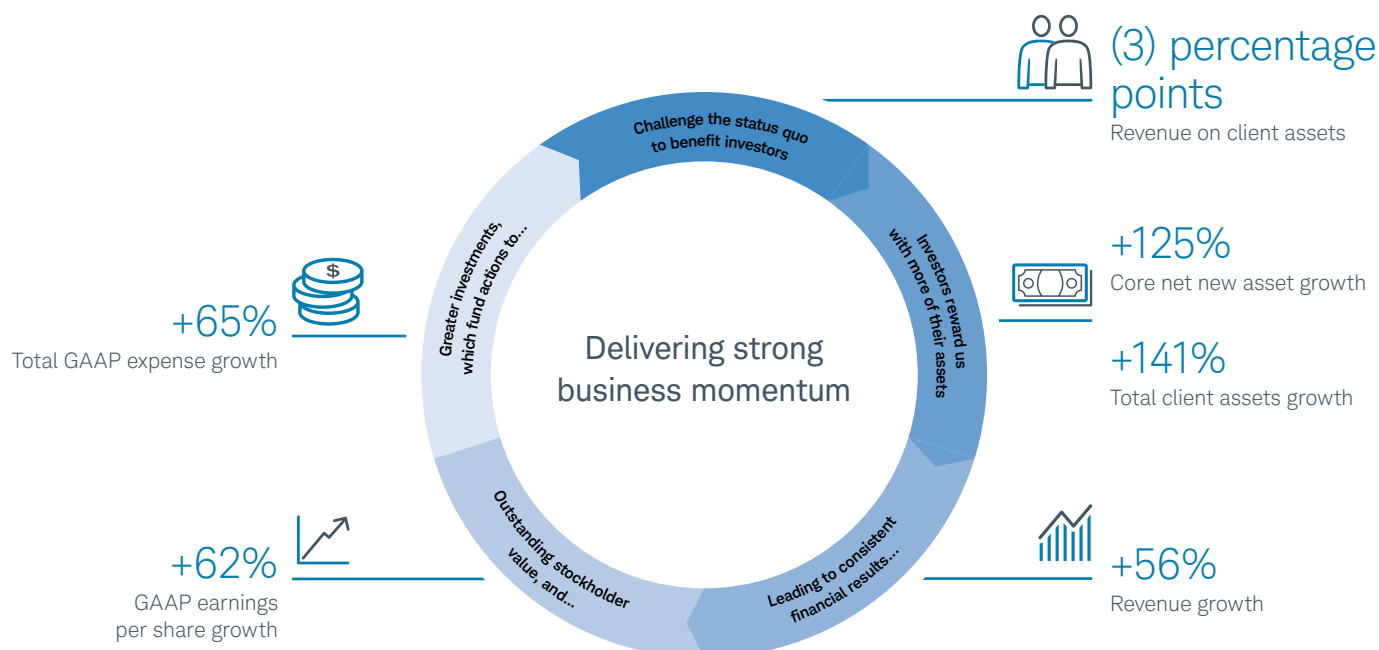 (3) percentage
points
Revenue on client assets
Challenge the status quo
to benefit investors
Investors reward us
with more of their assets
+125%
Core net new asset growth
+141%
Total client assets growth
Leading to consistent
financial results...
+56%
Revenue growth
Outstanding stockholder
value, and...
+62%
GAAP earnings
per share growth
Greater investments,
which fund actions to...
$
+65%
Total GAAP expense growth
Delivering strong
business momentum